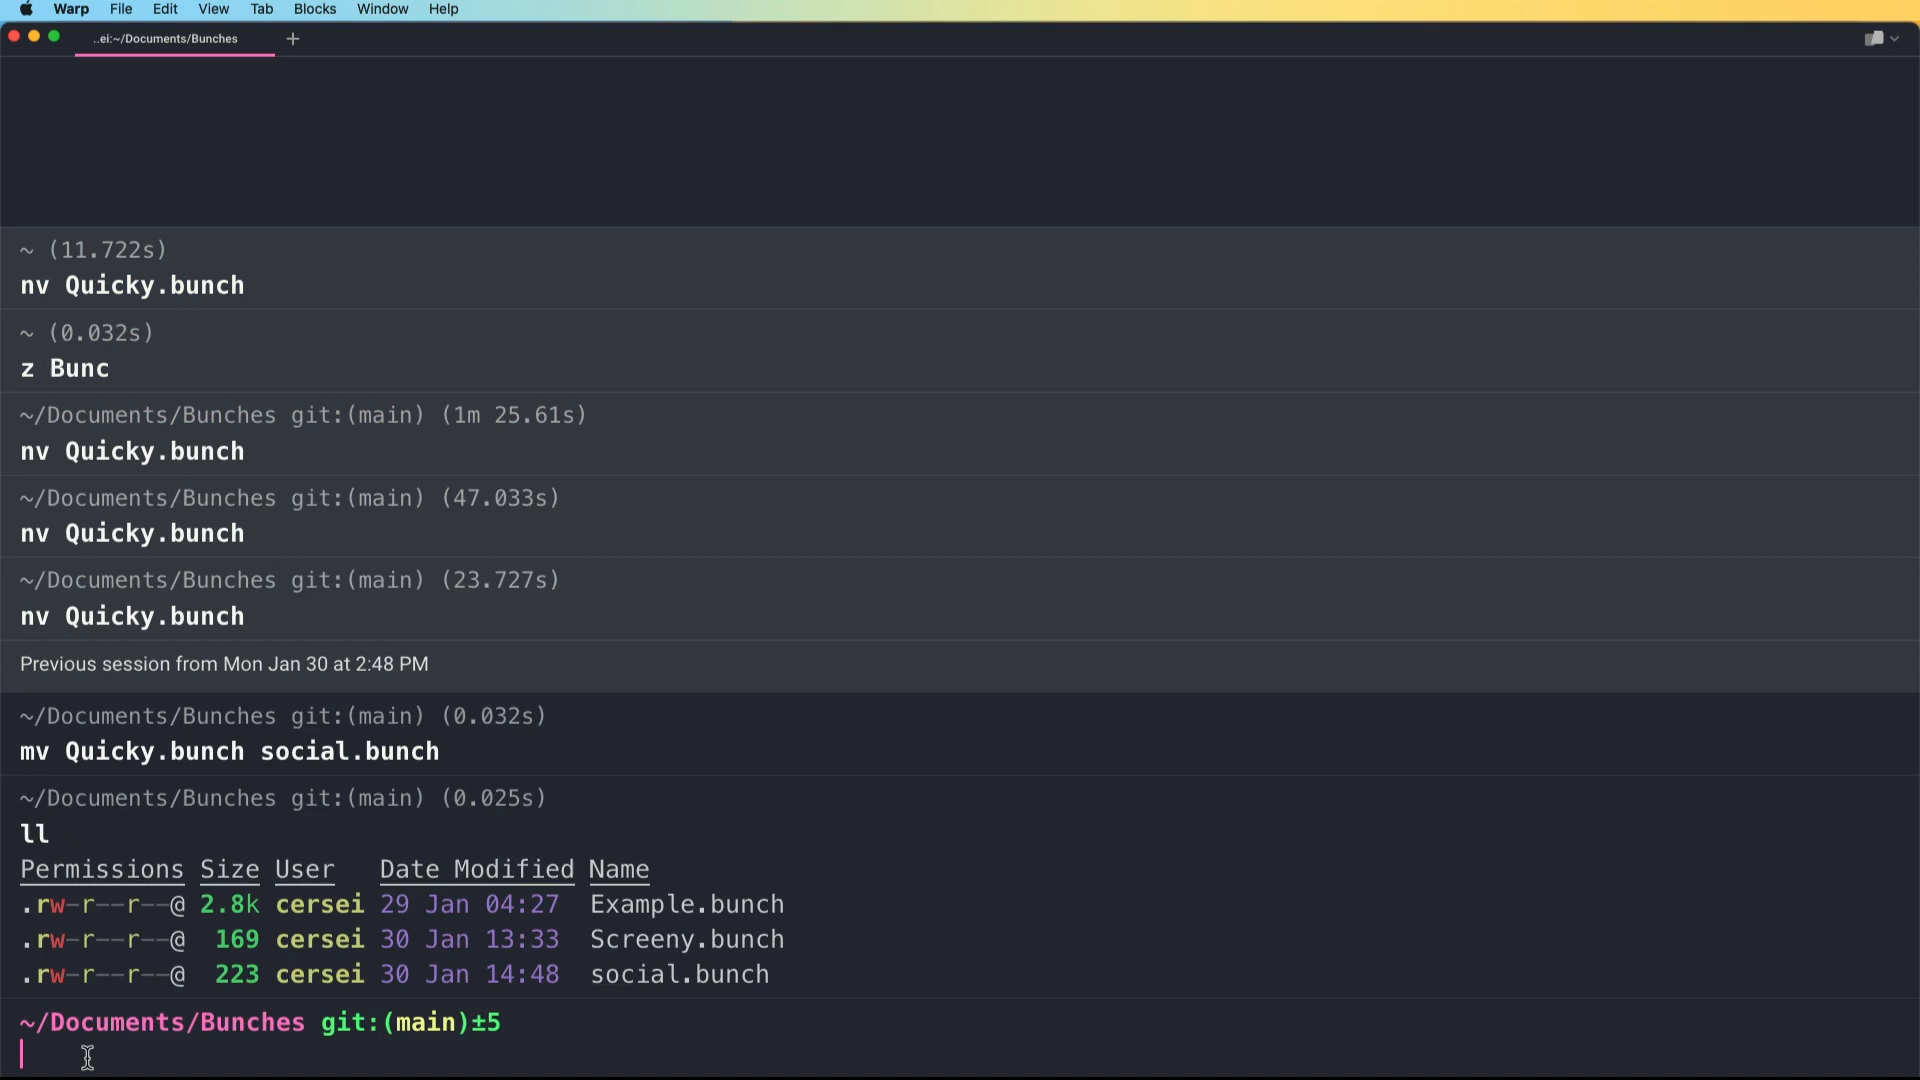 Warp File Edit View Tab Blocks Window Help
..ei:~/Documents/Bunches +
~ (11.722s)
nv Quicky.bunch
~ (0.032s)
z Bunc
~/Documents/Bunches git:(main) (1m 25.61s)
nv Quicky.bunch
~/Documents/Bunches git:(main) (47.033s)
nv Quicky.bunch
~/Documents/Bunches git:(main) (23.727s)
nv Quicky.bunch
Previous session from Mon Jan 30 at 2:48 PM
~/Documents/Bunches git:(main) (0.032s)
mv Quicky.bunch social.bunch
~/Documents/Bunches git:(main) (0.025s)
ll
Permissions Size User Date Modified Name
.rw-r--r--@ 2.8k cersei 29 Jan 04:27 Example.bunch
.rw-r--r--@ 169 cersei 30 Jan 13:33 Screeny.bunch
.rw-r--r--@ 223 cersei 30 Jan 14:48 social.bunch
~/Documents/Bunches git:(main)±5